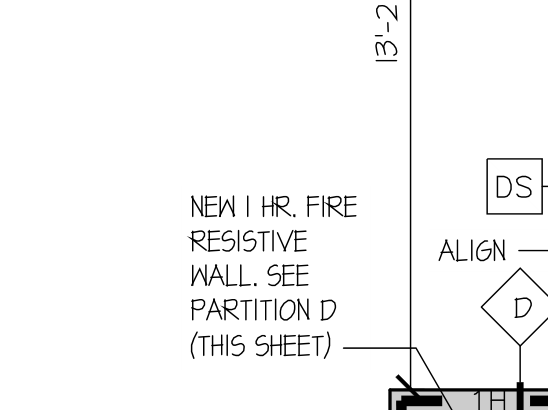 13'-2
DS
NEW 1 HR. FIRE
RESISTIVE
WALL. SEE
PARTITION D
(THIS SHEET)
ALIGN
D
1H